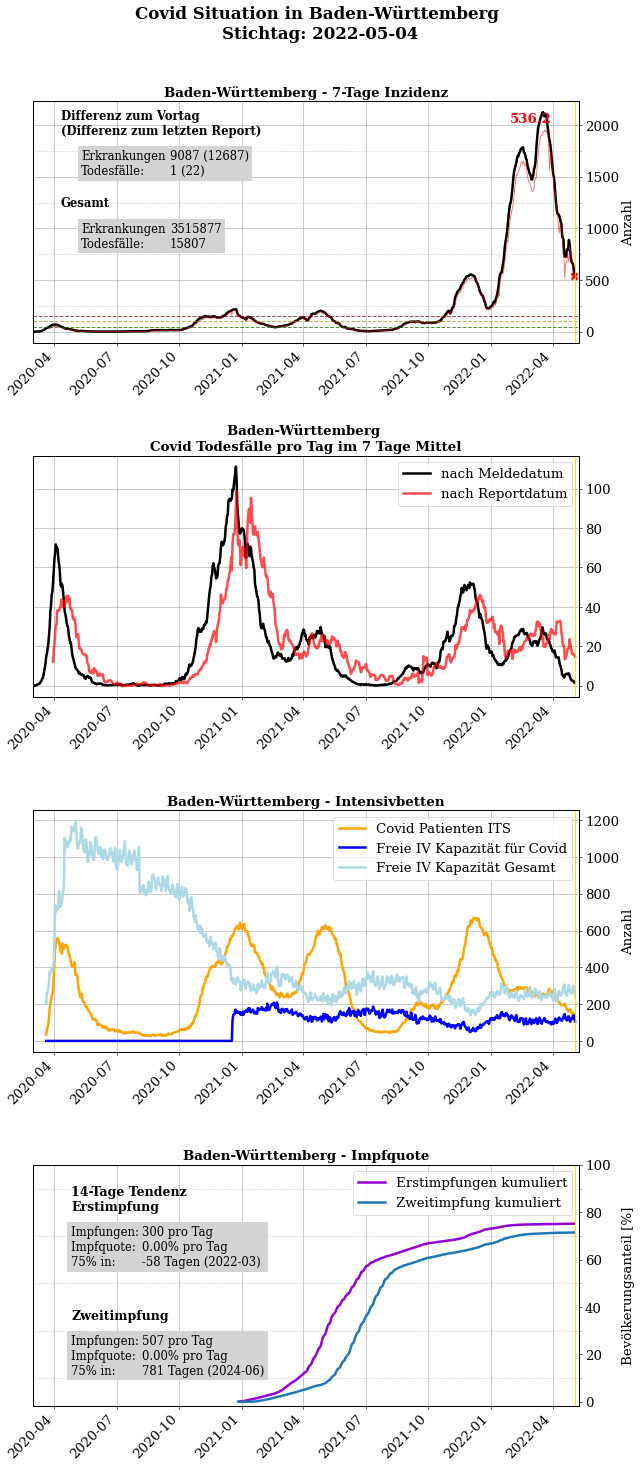 Covid Situation in Baden-Württemberg
Stichtag: 2022-05-04
Baden-Württemberg - 7-Tage Inzidenz
Differenz zum Vortag
(Differenz zum letzten Report)
Erkrankungen 9087 (12687)
Todesfälle: 1 (22)
Gesamt
Erkrankungen 3515877
Todesfälle: 15807
536.2
2000
1500
1000
500
0
Anzahl
2020-04
2020-07
2020-10
2021-01
2021-04
2021-07
2021-10
2022-01
2022-04
Baden-Württemberg
Covid Todesfälle pro Tag im 7 Tage Mittel
nach Meldedatum
nach Reportdatum
100
80
60
40
20
0
2020-04
2020-07
2020-10
2021-01
2021-04
2021-07
2021-10
2022-01
2022-04
Baden-Württemberg - Intensivbetten
Covid Patienten ITS
Freie IV Kapazität für Covid
Freie IV Kapazität Gesamt
1200
1000
800
600
400
200
0
Anzahl
2020-04
2020-07
2020-10
2021-01
2021-04
2021-07
2021-10
2022-01
2022-04
Baden-Württemberg - Impfquote
14-Tage Tendenz
Erstimpfung
Impfungen: 300 pro Tag
Impfquote: 0.00% pro Tag
75% in: -58 Tagen (2022-03)
Zweitimpfung
Impfungen: 507 pro Tag
Impfquote: 0.00% pro Tag
75% in: 781 Tagen (2024-06)
Erstimpfungen kumuliert
Zweitimpfung kumuliert
100
80
60
40
20
0
Bevölkerungsanteil [%]
2020-04
2020-07
2020-10
2021-01
2021-04
2021-07
2021-10
2022-01
2022-04